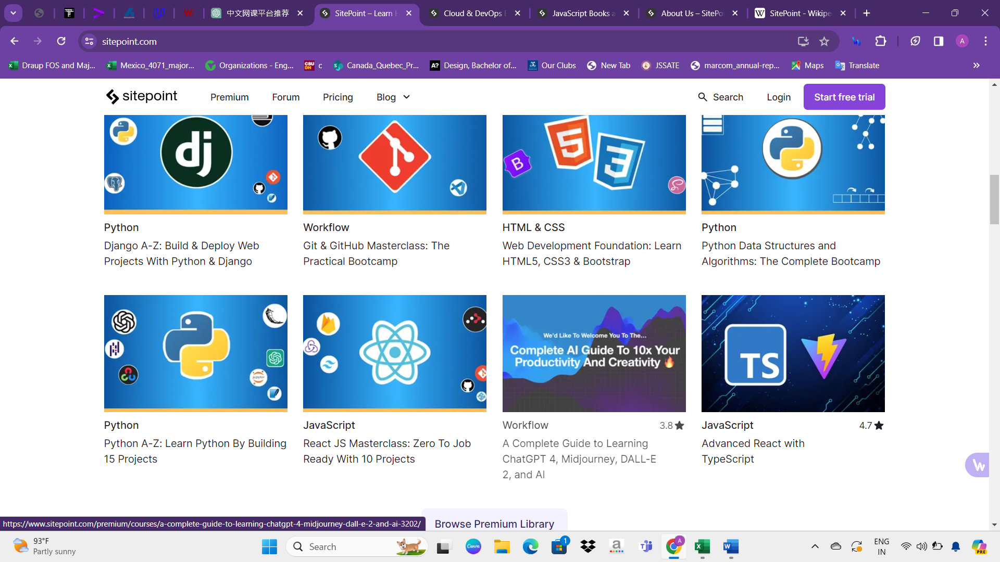 中文网课平台推荐
SitePoint – Learn H
Cloud & DevOps B
JavaScript Books a
About Us – SitePo
SitePoint - Wikipe
sitepoint.com
A
Draup FOS and Maj...
Mexico_4071_major...
Organizations - Eng...
c
Canada_Quebec_Pr...
Design, Bachelor of...
Our Clubs
New Tab
JSSATE
marcom_annual-rep...
Maps
Translate
sitepoint
Premium
Forum
Pricing
Blog
Search
Login
Start free trial
dj
B
5
3
Python
Workflow
HTML & CSS
Python
Django A-Z: Build & Deploy Web
Projects With Python & Django
Git & GitHub Masterclass: The
Practical Bootcamp
Web Development Foundation: Learn
HTML5, CSS3 & Bootstrap
Python Data Structures and
Algorithms: The Complete Bootcamp
jupyter
We'd Like To Welcome You To The...
Complete AI Guide To 10x Your
Productivity And Creativity
TS
Python
JavaScript
Workflow
3.8
JavaScript
4.7
Python A-Z: Learn Python By Building
15 Projects
React JS Masterclass: Zero To Job
Ready With 10 Projects
A Complete Guide to Learning
ChatGPT 4, Midjourney, DALL-E
2, and AI
Advanced React with
TypeScript
Browse Premium Library
https://www.sitepoint.com/premium/courses/a-complete-guide-to-learning-chatgpt-4-midjourney-dall-e-2-and-ai-3202/
93°F
Partly sunny
Search
Canva
1
a
A
ENG
IN
PRE